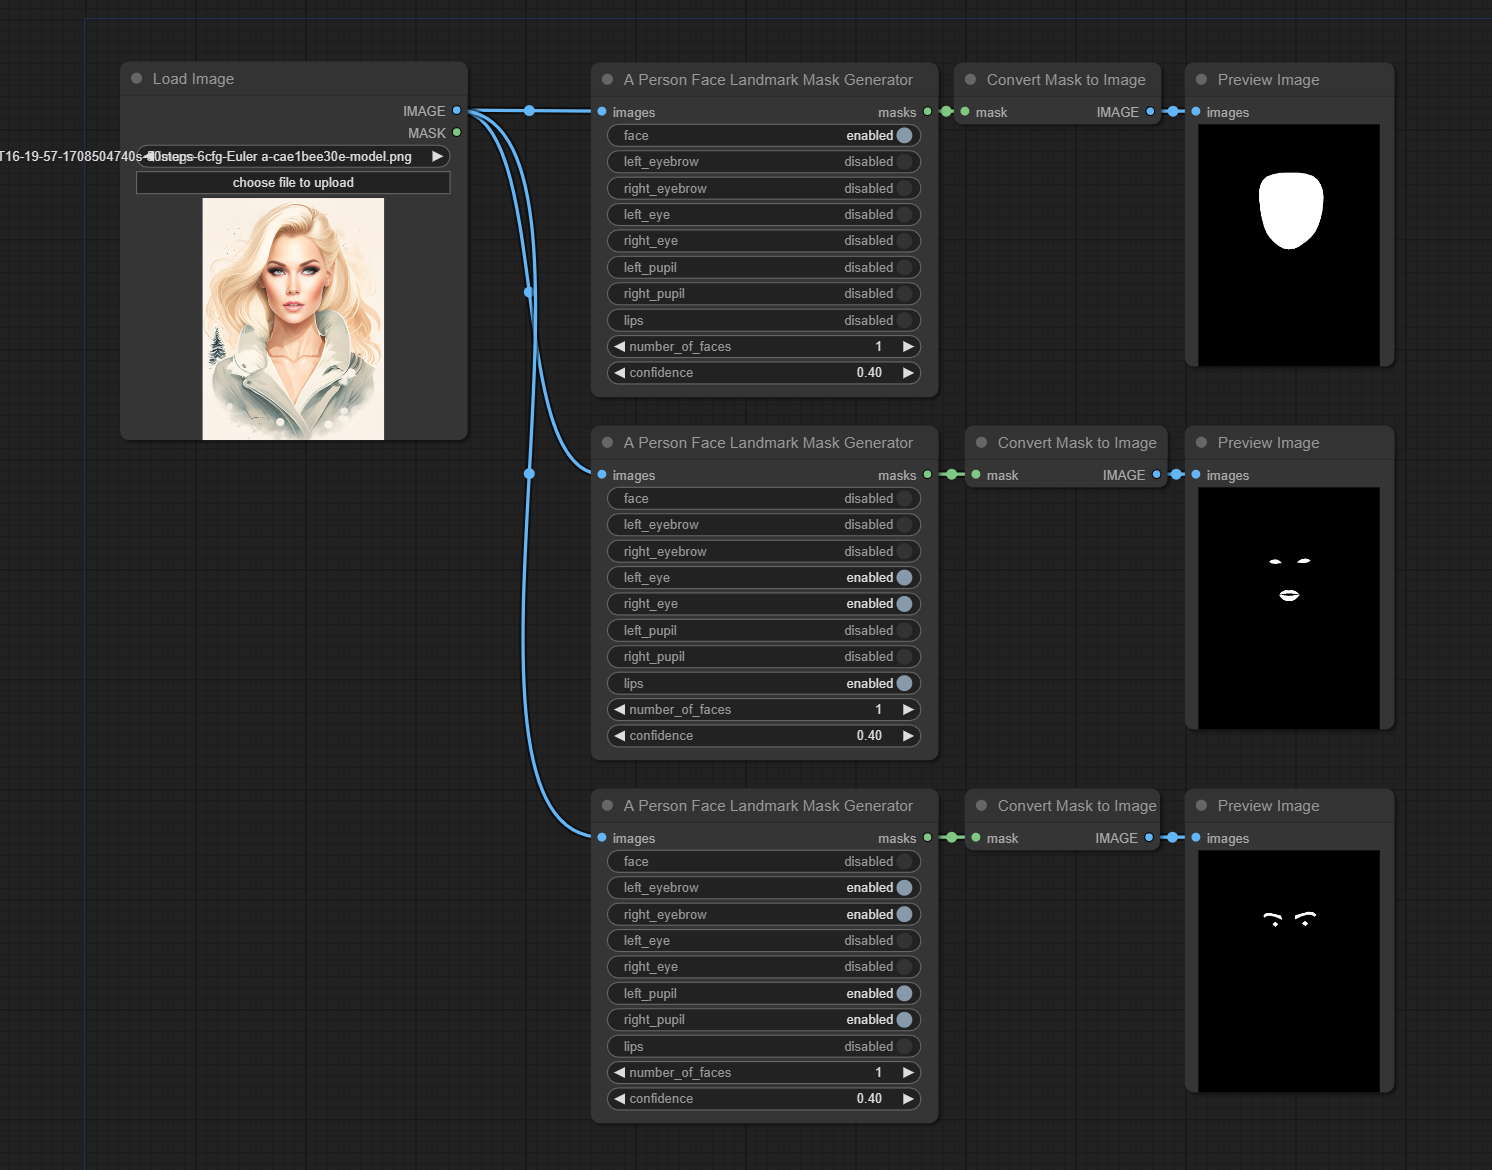 Load Image
IMAGE
MASK
T16-19-57-1708504740s-50steps-6cfg-Euler a-cae1bee30e-model.png
choose file to upload
A Person Face Landmark Mask Generator
images masks
face enabled
left_eyebrow disabled
right_eyebrow disabled
left_eye disabled
right_eye disabled
left_pupil disabled
right_pupil disabled
lips disabled
number_of_faces 1
confidence 0.40
Convert Mask to Image
mask IMAGE
Preview Image
images
A Person Face Landmark Mask Generator
images masks
face disabled
left_eyebrow disabled
right_eyebrow disabled
left_eye enabled
right_eye enabled
left_pupil disabled
right_pupil disabled
lips enabled
number_of_faces 1
confidence 0.40
Convert Mask to Image
mask IMAGE
Preview Image
images
A Person Face Landmark Mask Generator
images masks
face disabled
left_eyebrow enabled
right_eyebrow enabled
left_eye disabled
right_eye disabled
left_pupil enabled
right_pupil enabled
lips disabled
number_of_faces 1
confidence 0.40
Convert Mask to Image
mask IMAGE
Preview Image
images